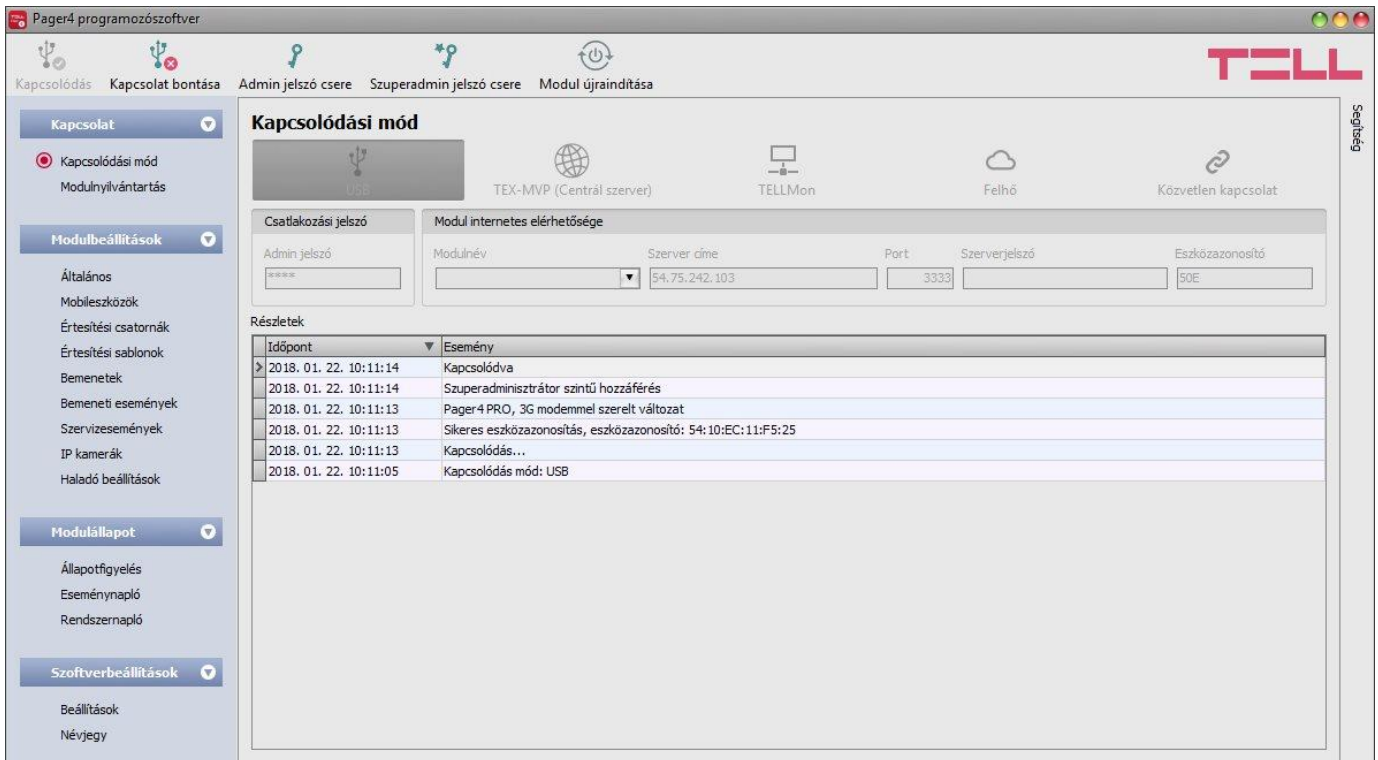 Pager4 programozószoftver
Kapcsolódás Kapcsolat bontása Admin jelszó csere Szuperadmin jelszó csere Modul újraindítása
TELL
Kapcsolat
Kapcsolódási mód
Modulnyilvántartás
Modulbeállítások
Általános
Mobileszközök
Értesítési csatornák
Értesítési sablonok
Bemenetek
Bemeneti események
Szervizesemények
IP kamerák
Haladó beállítások
Modulállapot
Állapotfigyelés
Eseménynapló
Rendszernapló
Szoftverbeállítások
Beállítások
Névjegy
Kapcsolódási mód
USB TEX-MVP (Centrál szerver) TELLMon Felhő Közvetlen kapcsolat
Csatlakozási jelszó Modul internetes elérhetősége
Admin jelszó Modulnév Szerver címe Port Szerverjelszó Eszközazonosító
**** 54.75.242.103 3333 50E
Részletek
Időpont Esemény
2018. 01. 22. 10:11:14 Kapcsolódva
2018. 01. 22. 10:11:14 Szuperadminisztrátor szintű hozzáférés
2018. 01. 22. 10:11:13 Pager4 PRO, 3G modemmel szerelt változat
2018. 01. 22. 10:11:13 Sikeres eszközazonosítás, eszközazonosító: 54:10:EC:11:F5:25
2018. 01. 22. 10:11:13 Kapcsolódás...
2018. 01. 22. 10:11:05 Kapcsolódás mód: USB
Segítség